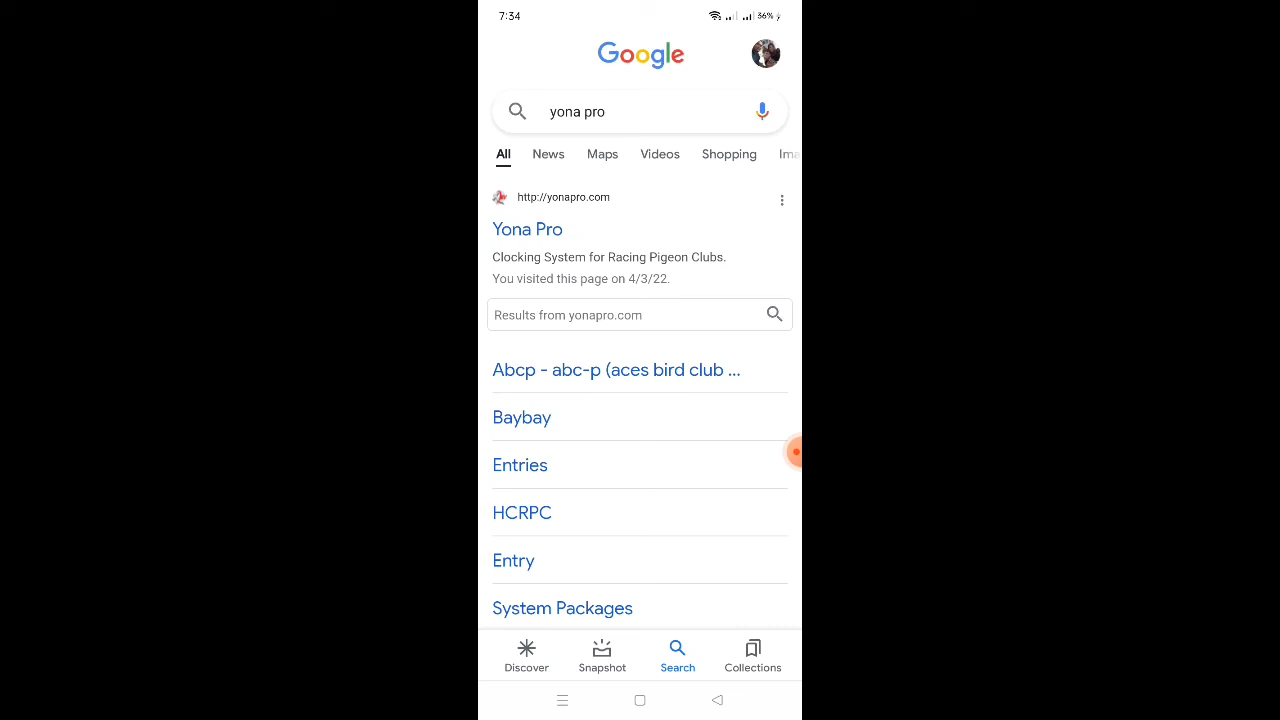 7:34
36%
Google
yona pro
All News Maps Videos Shopping Ima
http://yonapro.com
Yona Pro
Clocking System for Racing Pigeon Clubs.
You visited this page on 4/3/22.
Results from yonapro.com
Abcp - abc-p (aces bird club ...
Baybay
Entries
HCRPC
Entry
System Packages
Discover Snapshot Search Collections